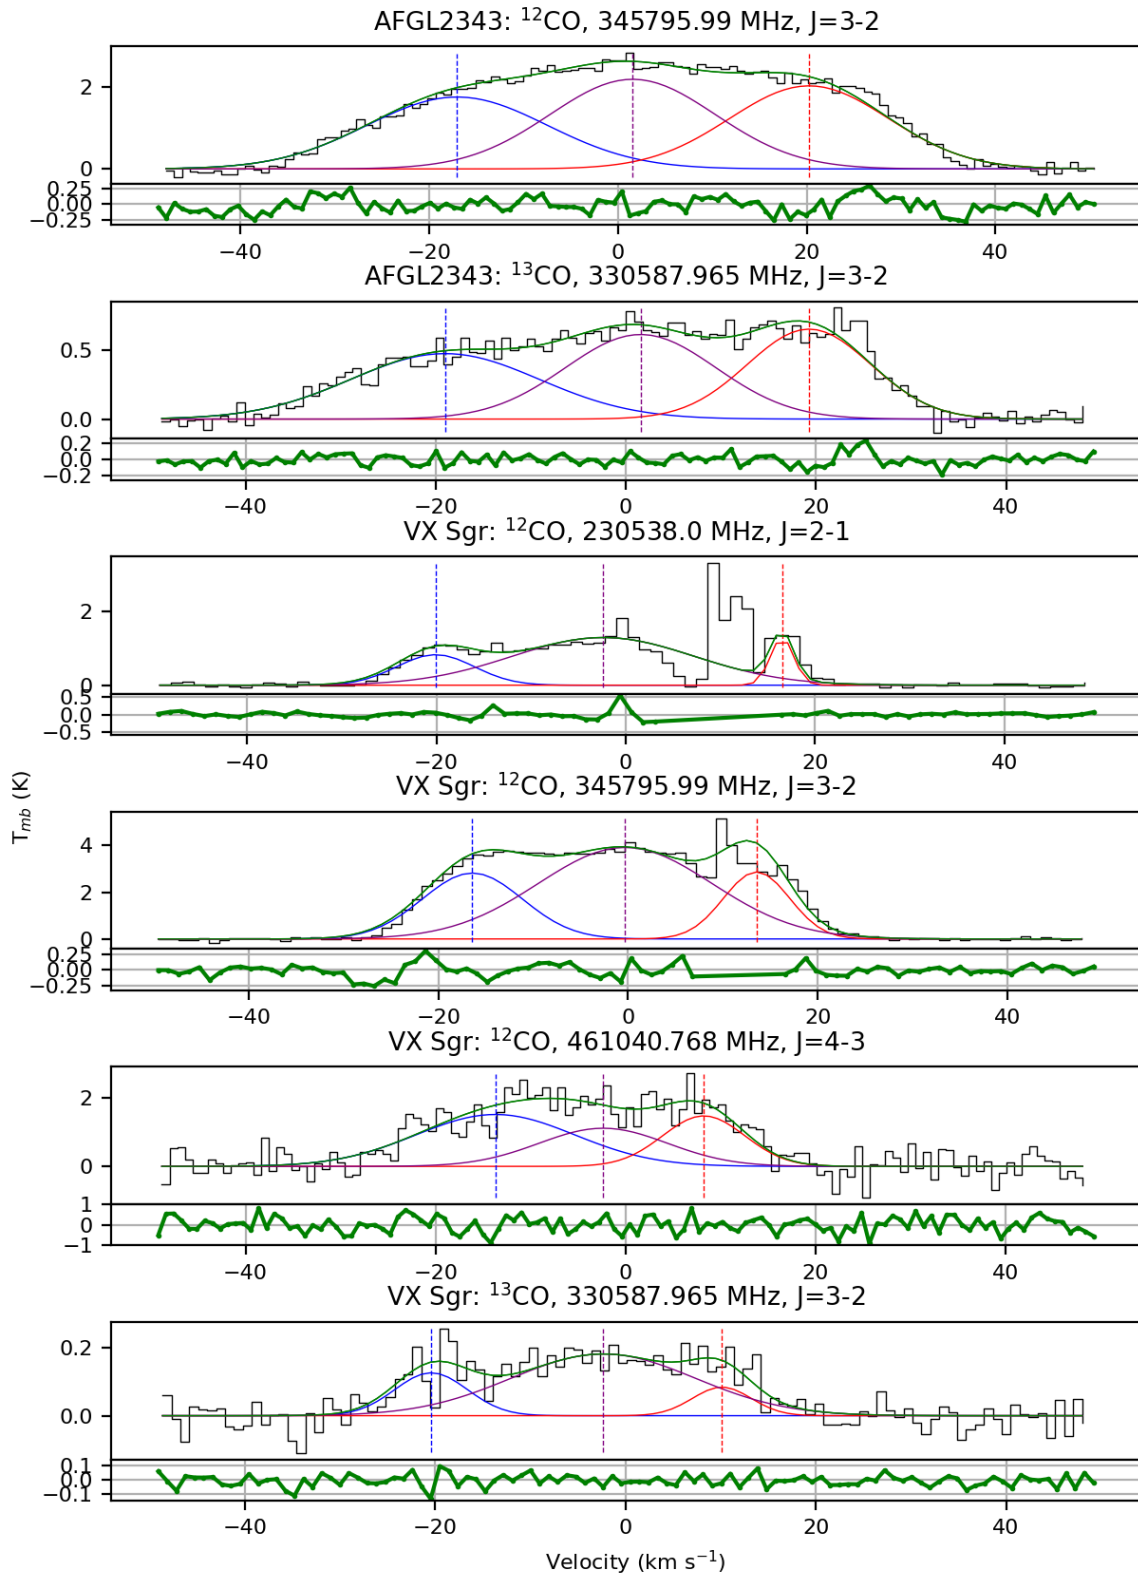 AFGL2343: ¹²CO, 345795.99 MHz, J=3-2
2
0
0.25
0.00
−0.25
−40 −20 0 20 40
AFGL2343: ¹³CO, 330587.965 MHz, J=3-2
0.5
0.0
0.2
0.0
−0.2
−40 −20 0 20 40
VX Sgr: ¹²CO, 230538.0 MHz, J=2-1
2
0
0.5
0.0
−0.5
−40 −20 0 20 40
T_mb (K)
VX Sgr: ¹²CO, 345795.99 MHz, J=3-2
4
2
0
0.25
0.00
−0.25
−40 −20 0 20 40
VX Sgr: ¹²CO, 461040.768 MHz, J=4-3
2
0
1
0
−1
−40 −20 0 20 40
VX Sgr: ¹³CO, 330587.965 MHz, J=3-2
0.2
0.0
0.1
0.0
−0.1
−40 −20 0 20 40
Velocity (km s⁻¹)